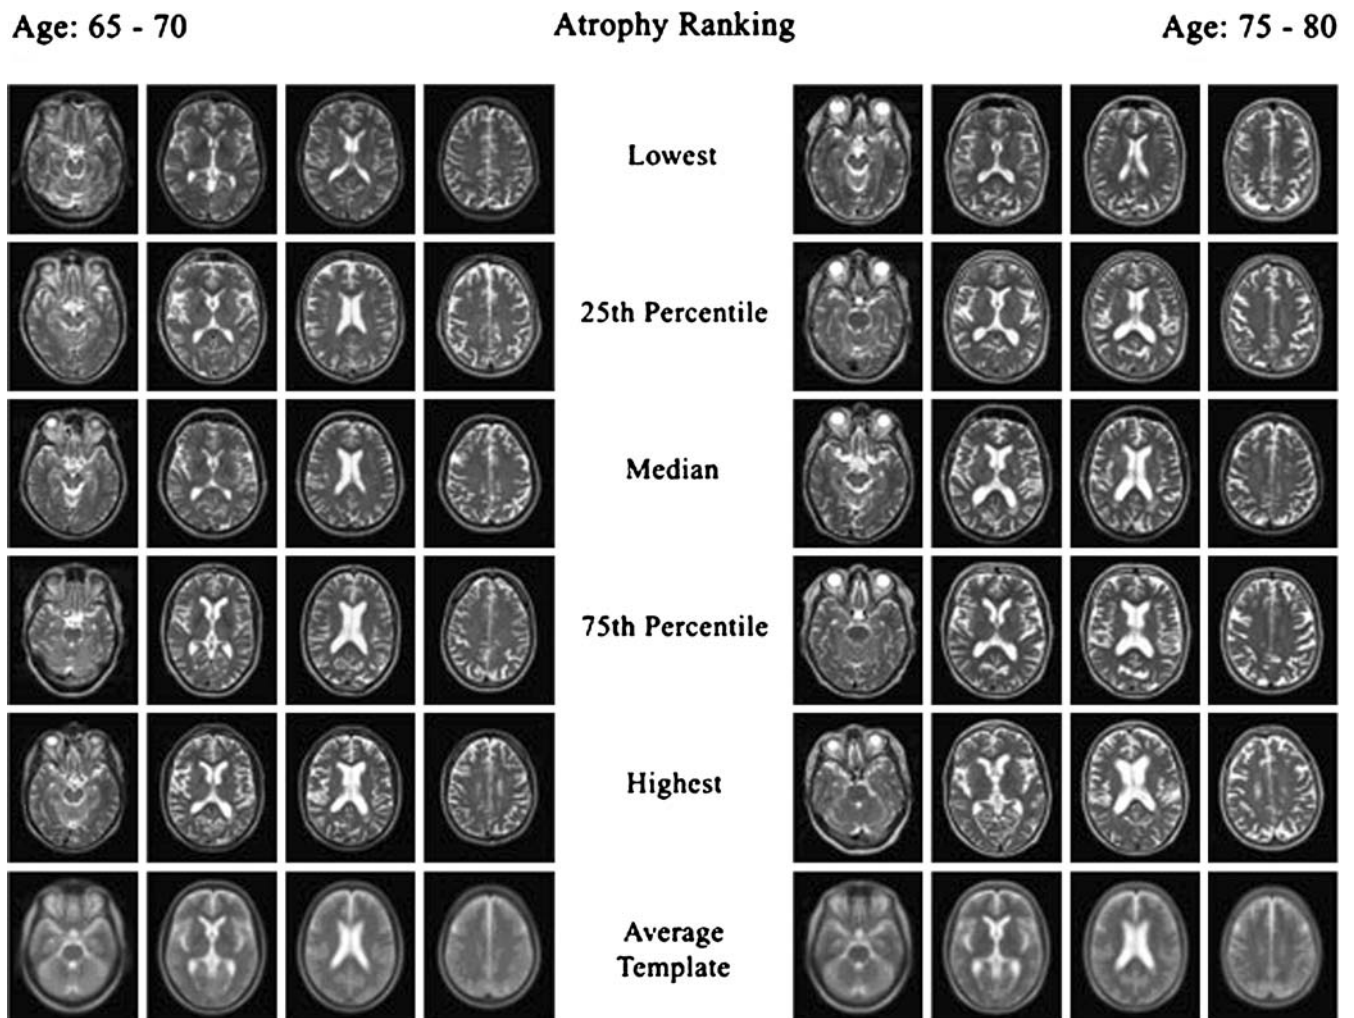 Age: 65 - 70
Atrophy Ranking
Age: 75 - 80
Lowest
25th Percentile
Median
75th Percentile
Highest
Average
Template